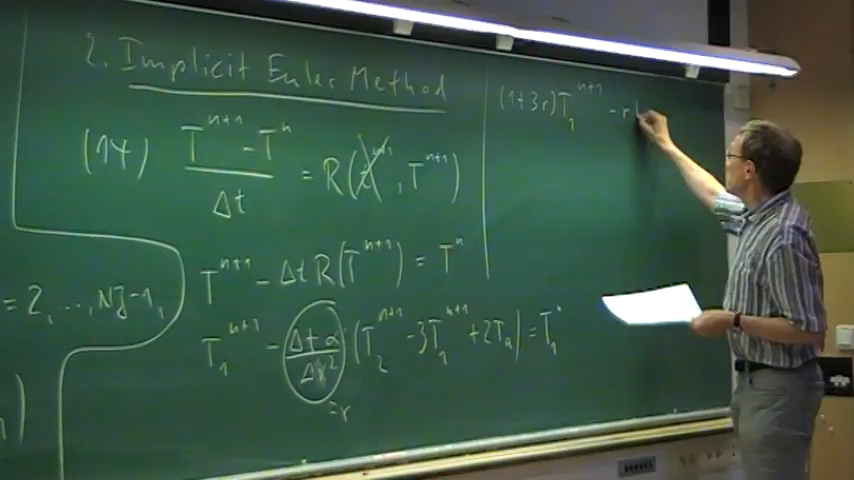 2. Implicit Euler Method
(14) (T^{n+1} - T^n) / Δt = R(t^{n+1}, T^{n+1})
T^{n+1} - Δt R(T^{n+1}) = T^n
= 2, ..., NJ-1,
T_1^{n+1} - (Δt α / Δy²) (T_2^{n+1} - 3T_1^{n+1} + 2T_a) = T_1^n
= r
(1+3r)T_1^{n+1} - r